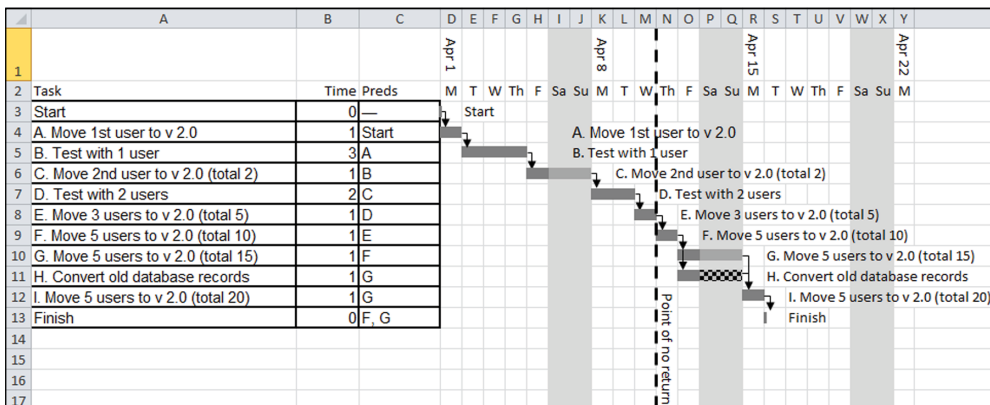 A B C D E F G H I J K L M N O P Q R S T U V W X Y
1 Apr 1 Apr 8 Apr 15 Apr 22
2 Task Time Preds M T W Th F Sa Su M T W Th F Sa Su M T W Th F Sa Su M
3 Start 0 — Start
4 A. Move 1st user to v 2.0 1 Start A. Move 1st user to v 2.0
5 B. Test with 1 user 3 A B. Test with 1 user
6 C. Move 2nd user to v 2.0 (total 2) 1 B C. Move 2nd user to v 2.0 (total 2)
7 D. Test with 2 users 2 C D. Test with 2 users
8 E. Move 3 users to v 2.0 (total 5) 1 D E. Move 3 users to v 2.0 (total 5)
9 F. Move 5 users to v 2.0 (total 10) 1 E F. Move 5 users to v 2.0 (total 10)
10 G. Move 5 users to v 2.0 (total 15) 1 F G. Move 5 users to v 2.0 (total 15)
11 H. Convert old database records 1 G H. Convert old database records
12 I. Move 5 users to v 2.0 (total 20) 1 G I. Move 5 users to v 2.0 (total 20)
13 Finish 0 F, G Finish
14
15
16
17
Point of no return